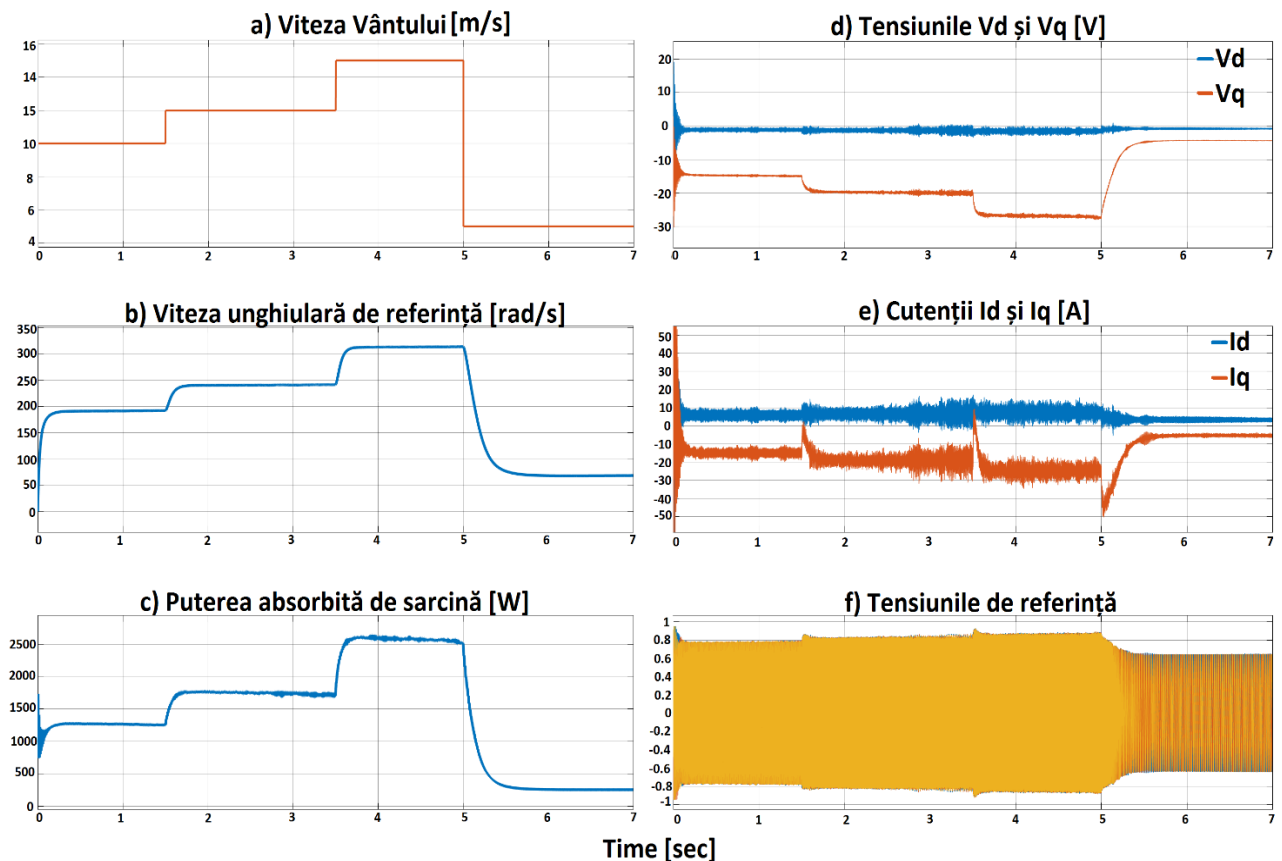 a) Viteza Vântului [m/s]
16
14
15
10
8
6
4
0 1 2 3 4 5 6 7
b) Viteza unghiulară de referință [rad/s]
350
300
250
200
150
100
50
0
0 1 2 3 4 5 6 7
c) Puterea absorbită de sarcină [W]
2500
2000
1500
1000
500
0
0 1 2 3 4 5 6 7
d) Tensiunile Vd și Vq [V]
Vd
Vq
20
10
0
-10
-20
-30
0 1 2 3 4 5 6 7
e) Cutenții Id și Iq [A]
Id
Iq
50
40
30
20
10
0
-10
-20
-30
-40
-50
0 1 2 3 4 5 6 7
f) Tensiunile de referință
1
0.8
0.6
0.4
0.2
0
-0.2
-0.4
-0.6
-0.8
-1
0 1 2 3 4 5 6 7
Time [sec]